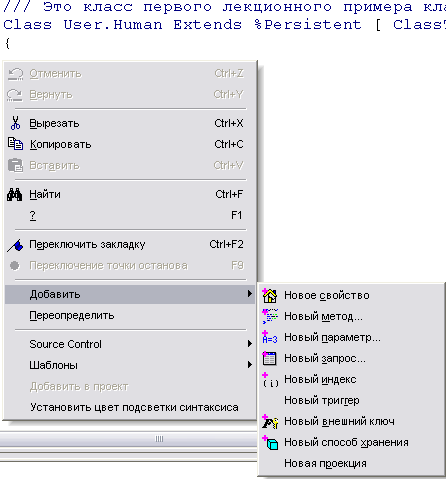 /// Это класс первого лекционного примера кла
Class User.Human Extends %Persistent [ Class
{
Отменить Ctrl+Z
Вернуть Ctrl+Y
Вырезать Ctrl+X
Копировать Ctrl+C
Вставить Ctrl+V
Найти Ctrl+F
? F1
Переключить закладку Ctrl+F2
Переключение точки останова F9
Добавить
Переопределить
Source Control
Шаблоны
Добавить в проект
Установить цвет подсветки синтаксиса
Новое свойство
Новый метод...
Новый параметр...
Новый запрос...
Новый индекс
Новый триггер
Новый внешний ключ
Новый способ хранения
Новая проекция